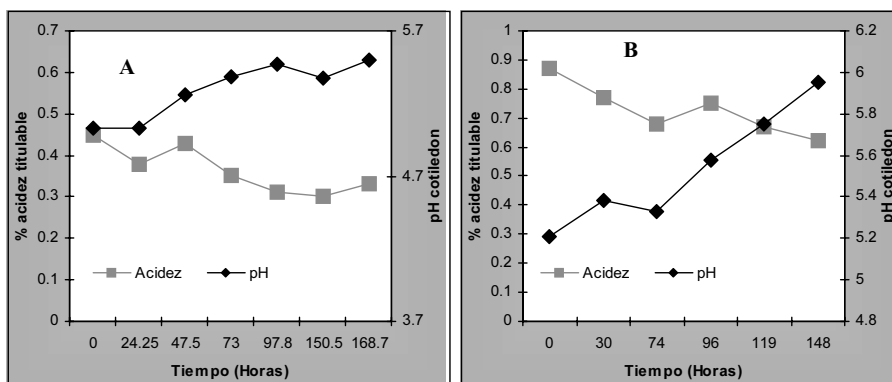 A
% acidez titulable
0.7
0.6
0.5
0.4
0.3
0.2
0.1
0
5.7
4.7
3.7
pH cotiledon
Acidez pH
0 24.25 47.5 73 97.8 150.5 168.7
Tiempo (Horas)
B
% acidez titulable
1
0.9
0.8
0.7
0.6
0.5
0.4
0.3
0.2
0.1
0
6.2
6
5.8
5.6
5.4
5.2
5
4.8
pH cotiledon
Acidez pH
0 30 74 96 119 148
Tiempo (Horas)